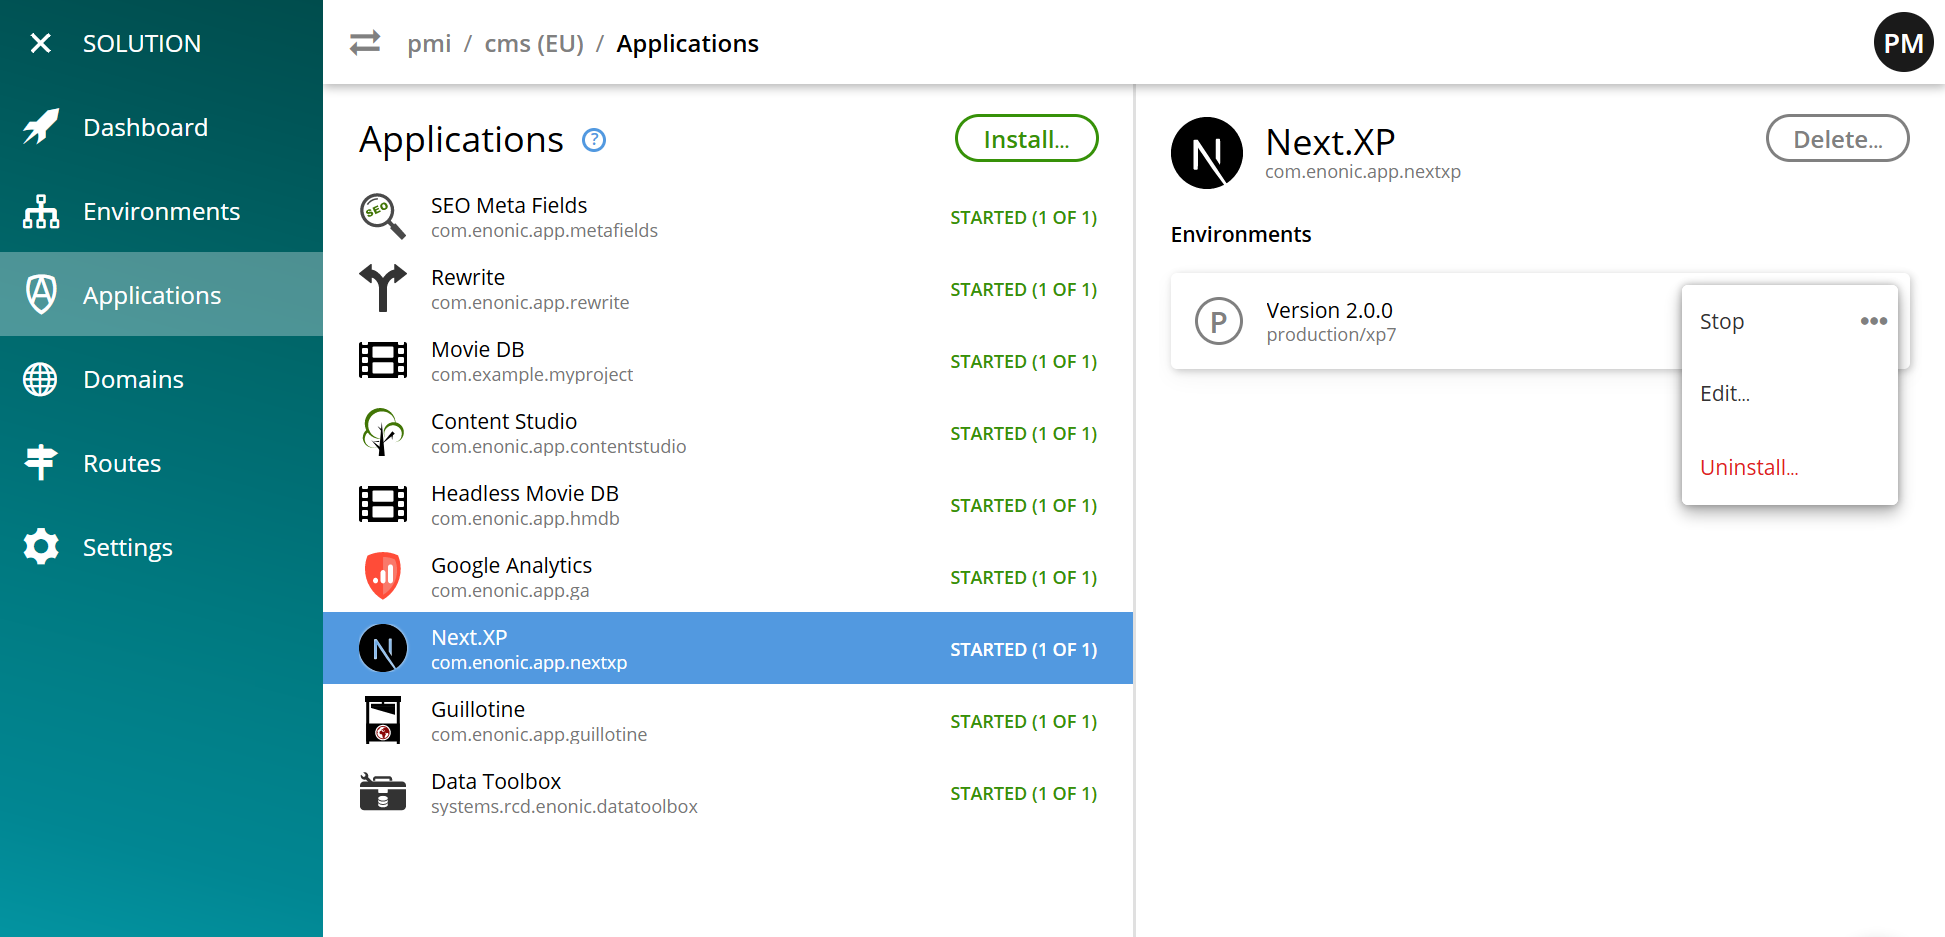 SOLUTION
Dashboard
Environments
Applications
Domains
Routes
Settings
pmi / cms (EU) / Applications
PM
Applications ?
Install...
SEO Meta Fields
com.enonic.app.metafields
STARTED (1 OF 1)
Rewrite
com.enonic.app.rewrite
STARTED (1 OF 1)
Movie DB
com.example.myproject
STARTED (1 OF 1)
Content Studio
com.enonic.app.contentstudio
STARTED (1 OF 1)
Headless Movie DB
com.enonic.app.hmdb
STARTED (1 OF 1)
Google Analytics
com.enonic.app.ga
STARTED (1 OF 1)
Next.XP
com.enonic.app.nextxp
STARTED (1 OF 1)
Guillotine
com.enonic.app.guillotine
STARTED (1 OF 1)
Data Toolbox
systems.rcd.enonic.datatoolbox
STARTED (1 OF 1)
N
Next.XP
com.enonic.app.nextxp
Delete...
Environments
P
Version 2.0.0
production/xp7
Stop
Edit...
Uninstall...
SEO
N